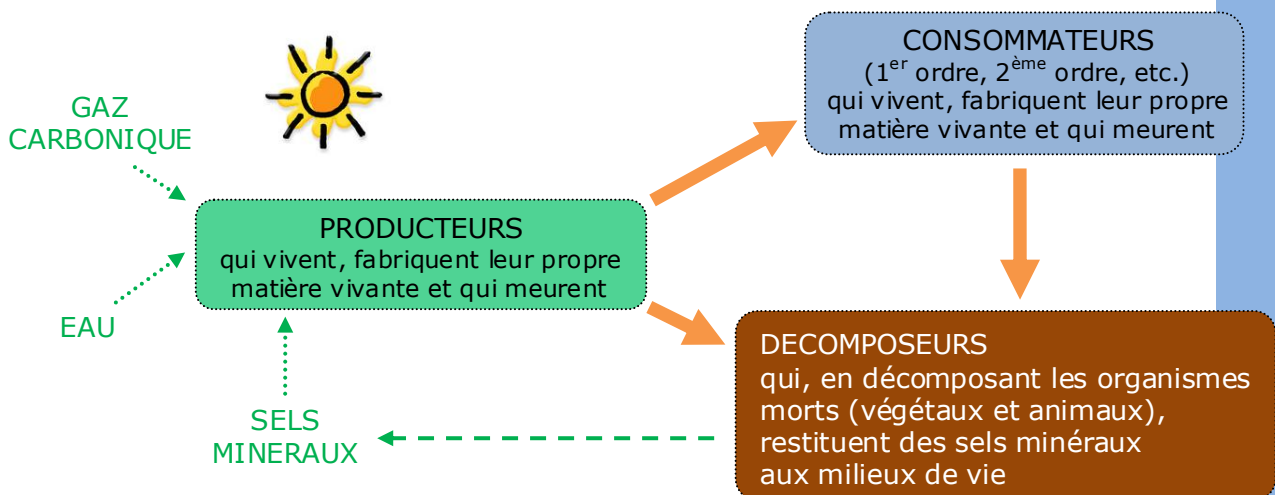 CONSOMMATEURS
(1er ordre, 2ème ordre, etc.)
qui vivent, fabriquent leur propre
matière vivante et qui meurent
GAZ
CARBONIQUE
PRODUCTEURS
qui vivent, fabriquent leur propre
matière vivante et qui meurent
EAU
SELS
MINERAUX
DECOMPOSEURS
qui, en décomposant les organismes
morts (végétaux et animaux),
restituent des sels minéraux
aux milieux de vie